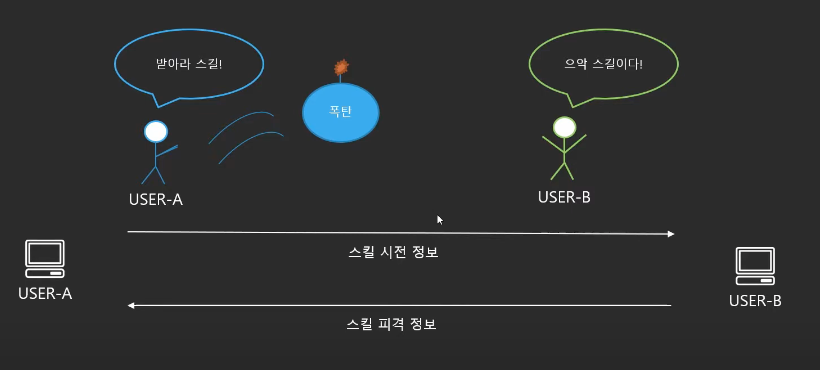 받아라 스킬!
으악 스킬이다!
폭탄
USER-A
USER-B
스킬 시전 정보
USER-A
USER-B
스킬 피격 정보